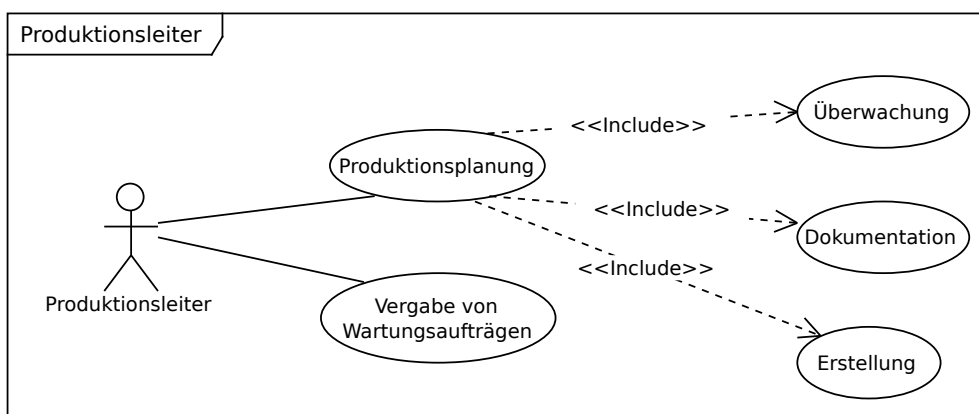 Produktionsleiter
<<Include>>
Überwachung
Produktionsplanung
<<Include>>
Dokumentation
<<Include>>
Produktionsleiter
Vergabe von
Wartungsaufträgen
Erstellung